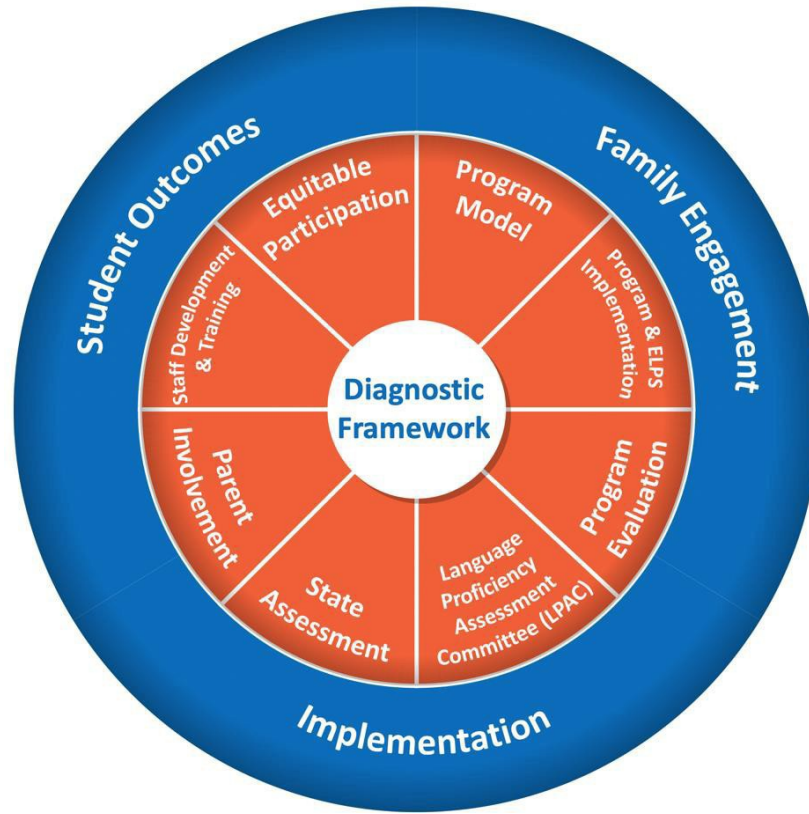 Student Outcomes
Family Engagement
Implementation
Equitable
Participation
Program
Model
Program & ELPS
Implementation
Program
Evaluation
Language
Proficiency
Assessment
Committee (LPAC)
State
Assessment
Parent
Involvement
Staff Development
& Training
Diagnostic
Framework